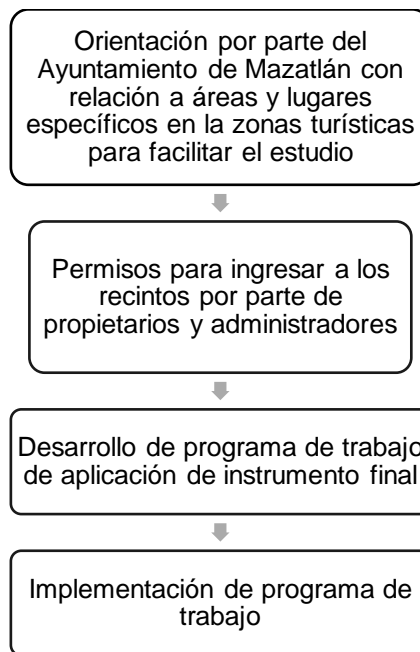 Orientación por parte del
Ayuntamiento de Mazatlán con
relación a áreas y lugares
específicos en la zonas turísticas
para facilitar el estudio
Permisos para ingresar a los
recintos por parte de
propietarios y administradores
Desarrollo de programa de trabajo
de aplicación de instrumento final
Implementación de programa de
trabajo